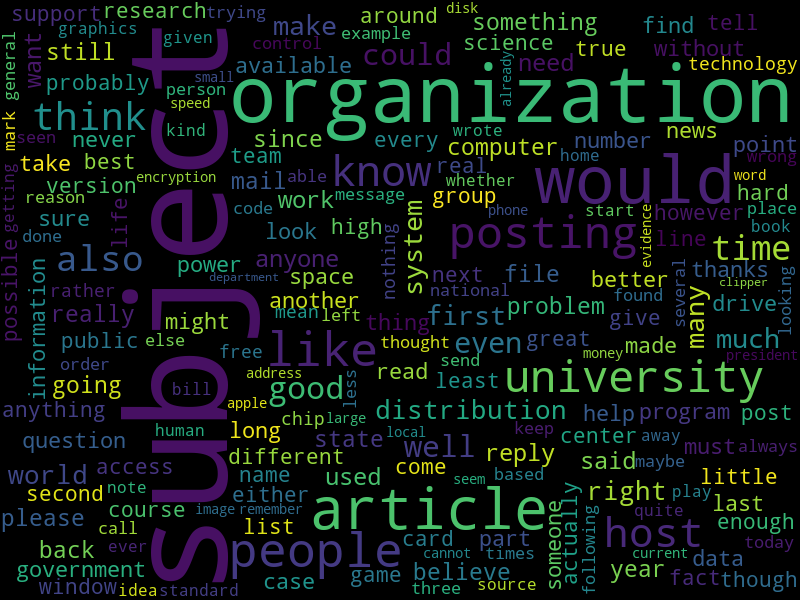 support
research
trying
disk
graphics
given
make
around
example
something
science
find
tell
want
still
control
could
need
true
without
general
probably
available
already
technology
person
small
organization
mark
think
speed
kind
since
every
wrote
computer
number
news
point
seen
never
team
real
home
wrong
take
best
encryption
mail
able
know
whether
would
word
version
reason
code
work
message
group
hard
getting
sure
life
look
high
phone
start
evidence
however
place
done
subject
posting
line
book
also
power
anyone
nothing
system
time
possible
information
rather
department
space
next
file
better
several
thanks
looking
another
national
found
clipper
really
might
mean
left
first
problem
give
many
drive
public
else
free
thing
thought
even
great
made
much
order
like
send
money
president
going
bill
address
good
less
read
least
university
anything
apple
chip
large
distribution
help
program
post
human
long
state
local
keep
center
away
question
different
well
reply
must
always
world
access
name
used
come
seem
based
said
maybe
little
second
note
either
image
remember
article
someone
actually
right
play
last
please
call
course
list
card
part
quite
enough
back
ever
people
cannot
times
host
current
today
government
game
believe
following
year
data
window
idea
standard
case
three
source
fact
though